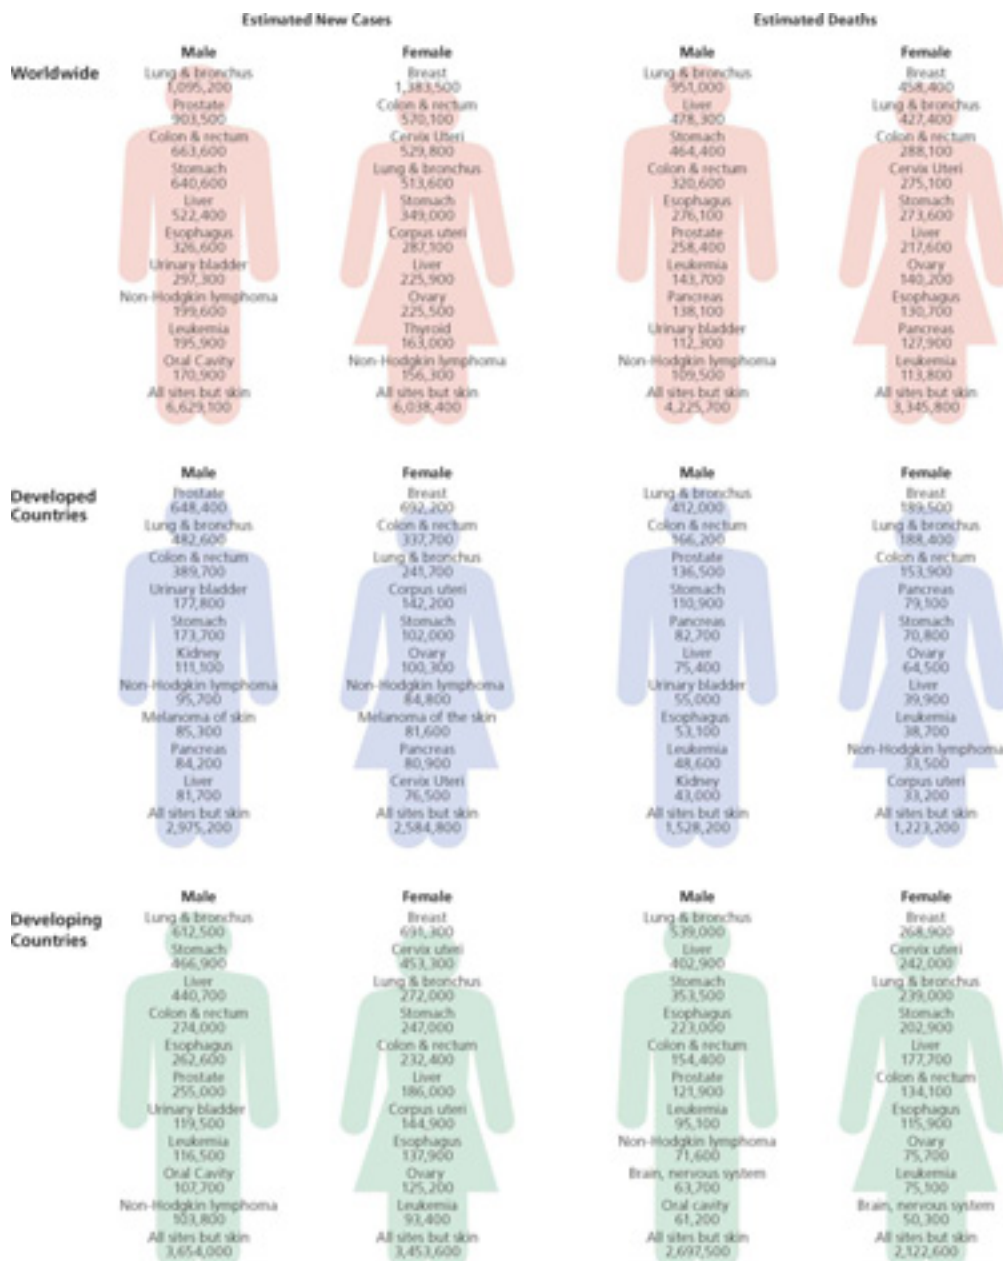 Estimated New Cases
Estimated Deaths
Worldwide
Male
Lung & bronchus
1,095,200
Prostate
903,500
Colon & rectum
663,600
Stomach
640,600
Liver
522,400
Esophagus
326,600
Urinary bladder
297,300
Non-Hodgkin lymphoma
199,600
Leukemia
195,900
Oral Cavity
170,900
All sites but skin
6,629,100
Female
Breast
1,383,500
Colon & rectum
570,100
Cervix Uteri
529,800
Lung & bronchus
513,600
Stomach
349,000
Corpus uteri
287,100
Liver
225,900
Ovary
225,500
Thyroid
163,000
Non-Hodgkin lymphoma
156,300
All sites but skin
6,038,400
Male
Lung & bronchus
951,000
Liver
478,300
Stomach
464,400
Colon & rectum
320,600
Esophagus
276,100
Prostate
258,400
Leukemia
143,700
Pancreas
138,100
Urinary bladder
112,300
Non-Hodgkin lymphoma
109,500
All sites but skin
4,225,700
Female
Breast
458,400
Lung & bronchus
427,400
Colon & rectum
288,100
Cervix Uteri
275,100
Stomach
273,600
Liver
217,600
Ovary
140,200
Esophagus
130,700
Pancreas
127,900
Leukemia
113,800
All sites but skin
3,345,800
Developed
Countries
Male
Prostate
648,400
Lung & bronchus
482,600
Colon & rectum
389,700
Urinary bladder
177,800
Stomach
173,700
Kidney
111,100
Non-Hodgkin lymphoma
95,700
Melanoma of skin
85,300
Pancreas
84,200
Liver
81,700
All sites but skin
2,975,200
Female
Breast
692,200
Colon & rectum
337,700
Lung & bronchus
241,700
Corpus uteri
142,200
Stomach
102,000
Ovary
100,300
Non-Hodgkin lymphoma
84,800
Melanoma of the skin
81,600
Pancreas
80,900
Cervix Uteri
76,500
All sites but skin
2,584,800
Male
Lung & bronchus
412,000
Colon & rectum
166,200
Prostate
136,500
Stomach
110,900
Pancreas
82,700
Liver
75,400
Urinary bladder
55,000
Esophagus
53,100
Leukemia
48,600
Kidney
43,000
All sites but skin
1,528,200
Female
Breast
189,500
Lung & bronchus
188,400
Colon & rectum
153,900
Pancreas
79,100
Stomach
70,800
Ovary
64,500
Liver
39,900
Leukemia
38,700
Non-Hodgkin lymphoma
33,500
Corpus uteri
33,200
All sites but skin
1,223,200
Developing
Countries
Male
Lung & bronchus
612,500
Stomach
466,900
Liver
440,700
Colon & rectum
274,000
Esophagus
262,600
Prostate
255,000
Urinary bladder
119,500
Leukemia
116,500
Oral Cavity
107,700
Non-Hodgkin lymphoma
103,800
All sites but skin
3,654,000
Female
Breast
691,300
Cervix uteri
453,300
Lung & bronchus
272,000
Stomach
247,000
Colon & rectum
232,400
Liver
186,000
Corpus uteri
144,900
Esophagus
137,900
Ovary
125,200
Leukemia
93,400
All sites but skin
3,453,600
Male
Lung & bronchus
539,000
Liver
402,900
Stomach
353,500
Esophagus
223,000
Colon & rectum
154,400
Prostate
121,900
Leukemia
95,100
Non-Hodgkin lymphoma
71,600
Brain, nervous system
63,700
Oral cavity
61,200
All sites but skin
2,697,500
Female
Breast
268,900
Cervix uteri
242,000
Lung & bronchus
239,000
Stomach
202,900
Liver
177,700
Colon & rectum
134,100
Esophagus
115,900
Ovary
75,700
Leukemia
75,100
Brain, nervous system
50,300
All sites but skin
2,122,600